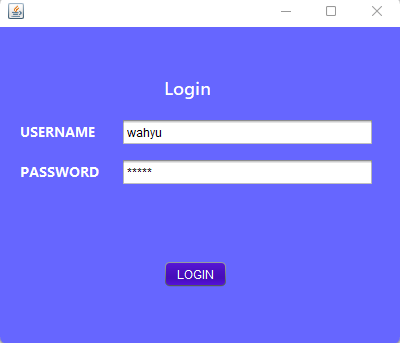 Login
USERNAME wahyu
PASSWORD *****
LOGIN